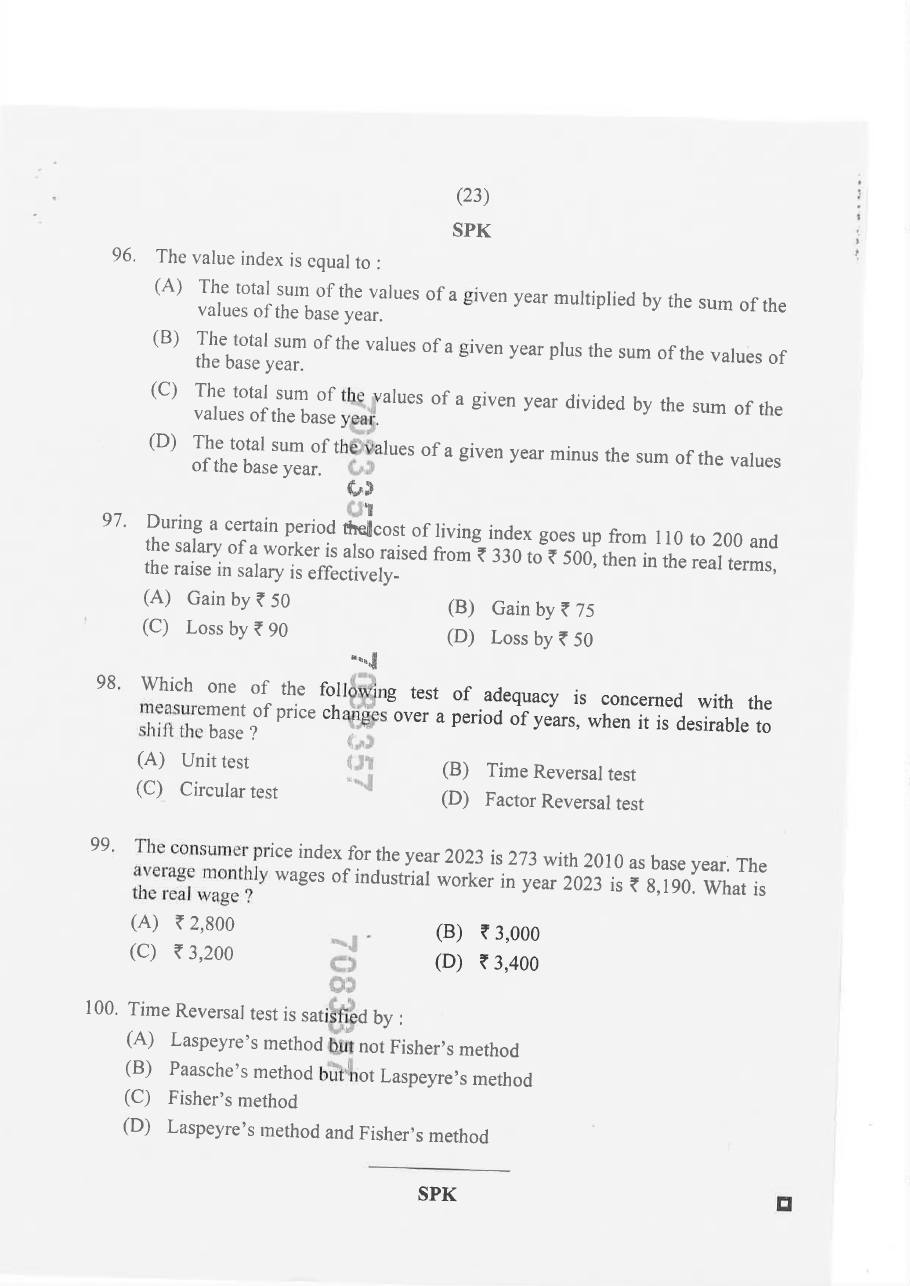 (23)
SPK
96. The value index is equal to :
(A) The total sum of the values of a given year multiplied by the sum of the
values of the base year.
(B) The total sum of the values of a given year plus the sum of the values of
the base year.
(C) The total sum of the values of a given year divided by the sum of the
values of the base year.
(D) The total sum of the values of a given year minus the sum of the values
of the base year.
7083357
97. During a certain period the cost of living index goes up from 110 to 200 and
the salary of a worker is also raised from ₹ 330 to ₹ 500, then in the real terms,
the raise in salary is effectively-
(A) Gain by ₹ 50 (B) Gain by ₹ 75
(C) Loss by ₹ 90 (D) Loss by ₹ 50
98. Which one of the following test of adequacy is concerned with the
measurement of price changes over a period of years, when it is desirable to
shift the base ?
(A) Unit test (B) Time Reversal test
(C) Circular test (D) Factor Reversal test
7083357
99. The consumer price index for the year 2023 is 273 with 2010 as base year. The
average monthly wages of industrial worker in year 2023 is ₹ 8,190. What is
the real wage ?
(A) ₹ 2,800 (B) ₹ 3,000
(C) ₹ 3,200 (D) ₹ 3,400
7083357
100. Time Reversal test is satisfied by :
(A) Laspeyre's method but not Fisher's method
(B) Paasche's method but not Laspeyre's method
(C) Fisher's method
(D) Laspeyre's method and Fisher's method
SPK